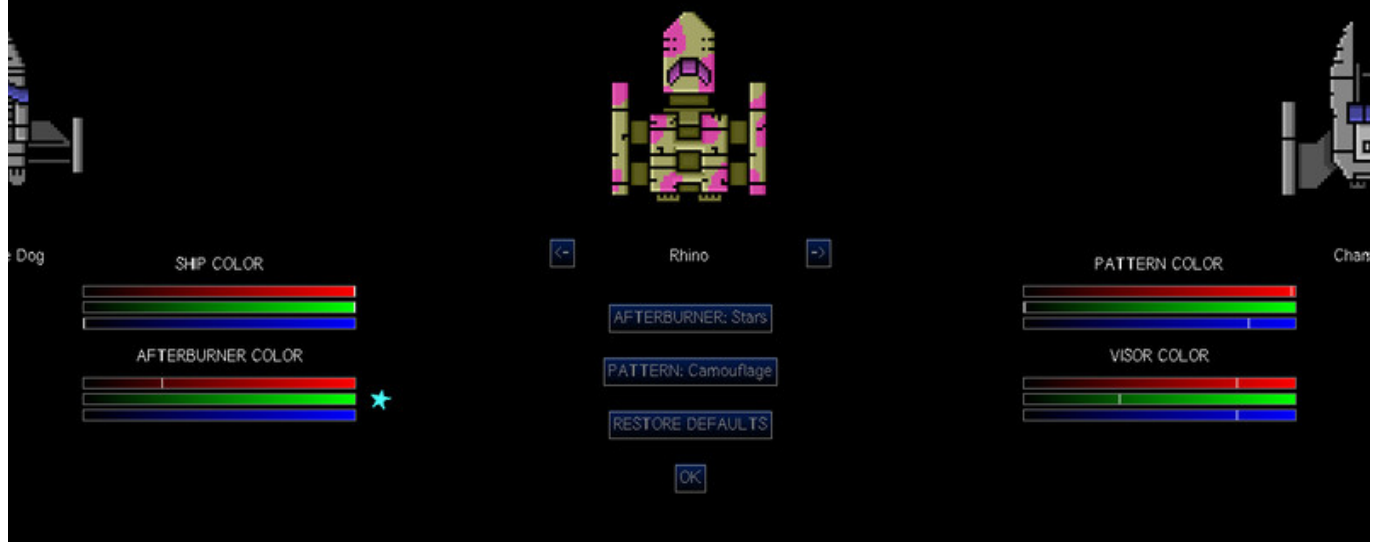 e Dog
<-
Rhino
->
Cham
SHIP COLOR
PATTERN COLOR
AFTERBURNER: Stars
AFTERBURNER COLOR
VISOR COLOR
PATTERN: Camouflage
RESTORE DEFAULTS
OK